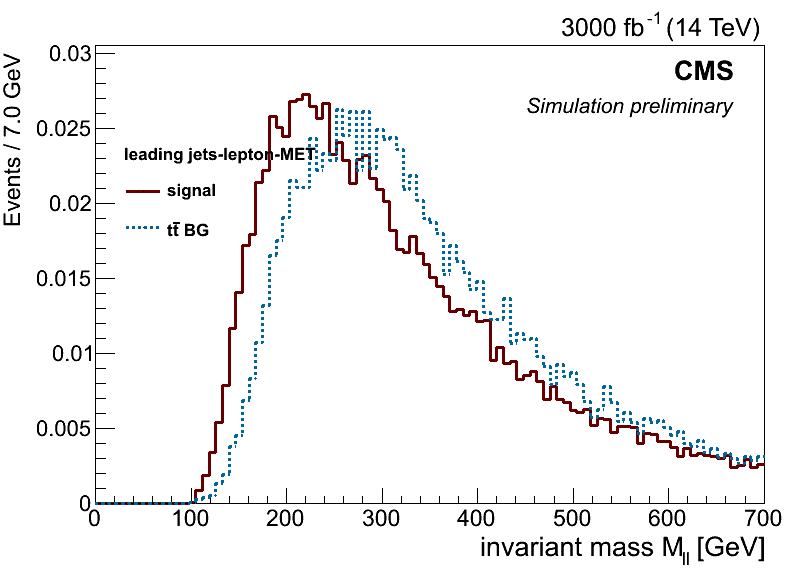 3000 fb⁻¹ (14 TeV)
CMS
Simulation preliminary
Events / 7.0 GeV
0.03
0.025
0.02
0.015
0.01
0.005
0
leading jets-lepton-MET
signal
tt̄ BG
0 100 200 300 400 500 600 700
invariant mass M_ll [GeV]